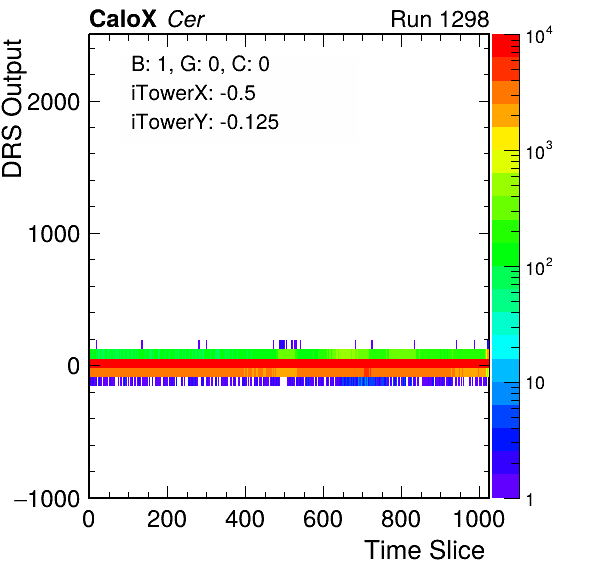 CaloX Cer Run 1298
B: 1, G: 0, C: 0
iTowerX: -0.5
iTowerY: -0.125
DRS Output
2000
1000
0
−1000
0 200 400 600 800 1000
Time Slice
10^4
10^3
10^2
10
1